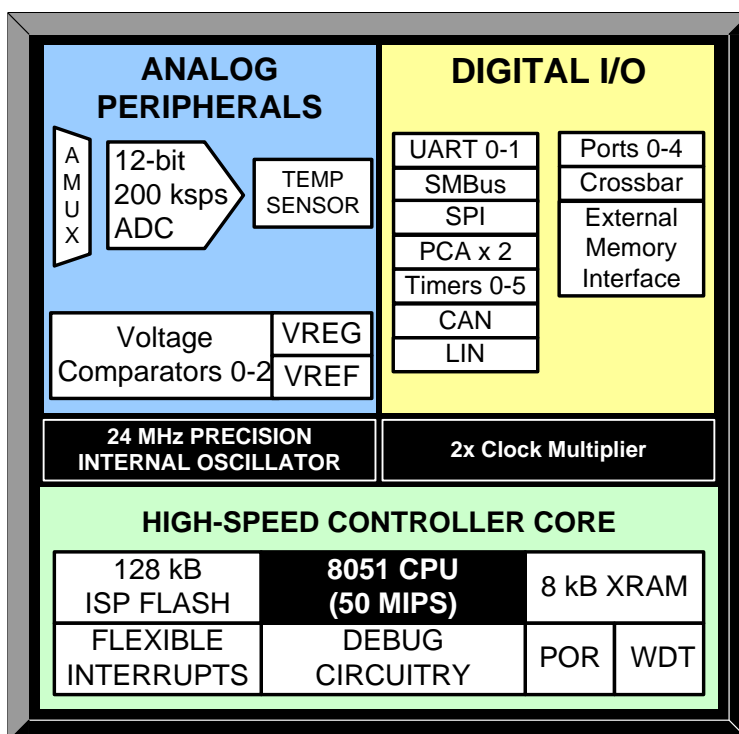 ANALOG
PERIPHERALS
A
M
U
X
12-bit
200 ksps
ADC
TEMP
SENSOR
Voltage
Comparators 0-2
VREG
VREF
DIGITAL I/O
UART 0-1
SMBus
SPI
PCA x 2
Timers 0-5
CAN
LIN
Ports 0-4
Crossbar
External
Memory
Interface
24 MHz PRECISION
INTERNAL OSCILLATOR
2x Clock Multiplier
HIGH-SPEED CONTROLLER CORE
128 kB
ISP FLASH
8051 CPU
(50 MIPS)
8 kB XRAM
FLEXIBLE
INTERRUPTS
DEBUG
CIRCUITRY
POR
WDT